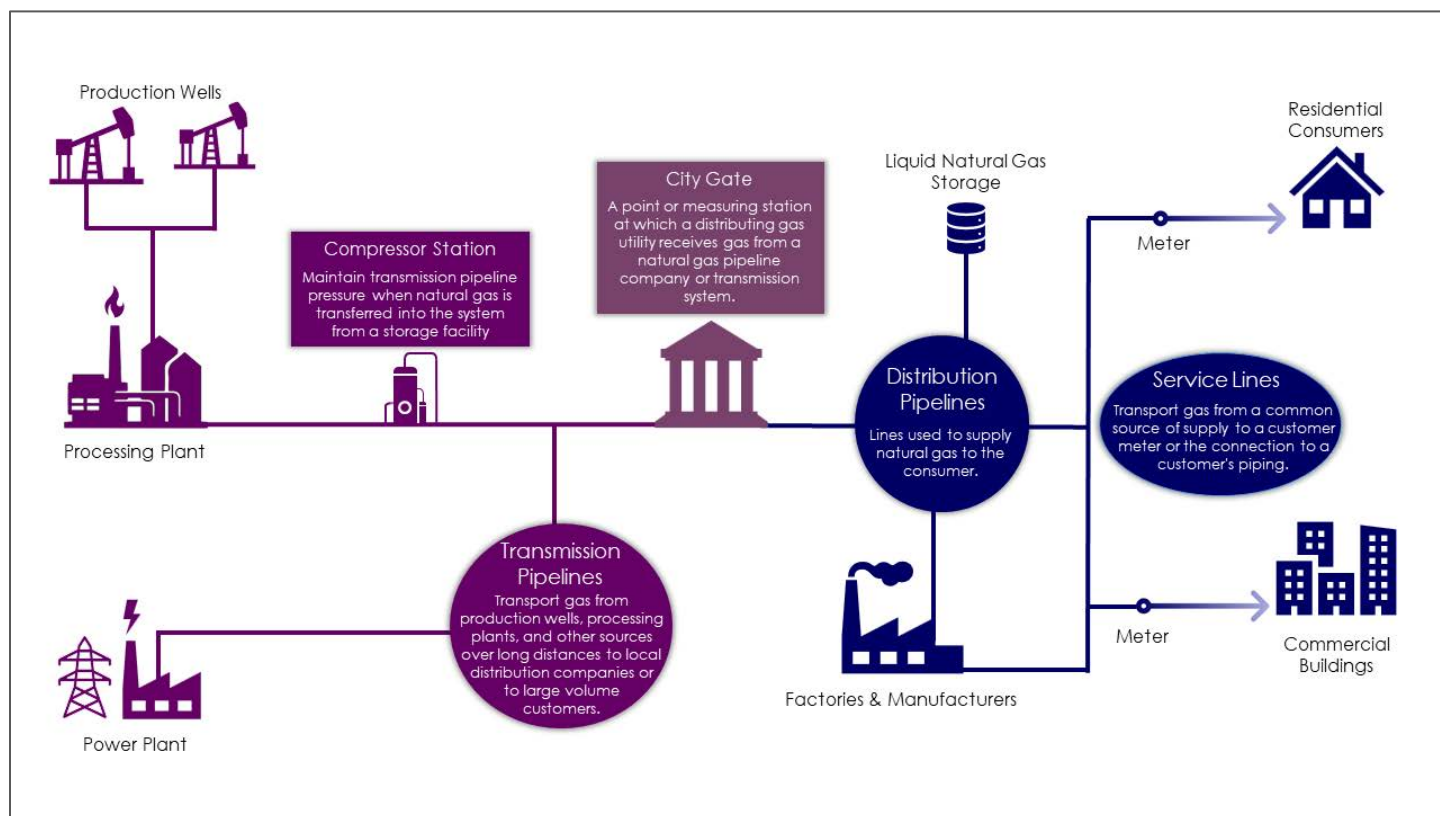 Production Wells
Residential
Consumers
Liquid Natural Gas
Storage
City Gate
A point or measuring station
at which a distributing gas
utility receives gas from a
natural gas pipeline
company or transmission
system.
Compressor Station
Maintain transmission pipeline
pressure when natural gas is
transferred into the system
from a storage facility
Meter
Processing Plant
Distribution
Pipelines
Lines used to supply
natural gas to the
consumer.
Service Lines
Transport gas from a common
source of supply to a customer
meter or the connection to a
customer's piping.
Transmission
Pipelines
Transport gas from
production wells, processing
plants, and other sources
over long distances to local
distribution companies or
to large volume
customers.
Meter
Commercial
Buildings
Factories & Manufacturers
Power Plant